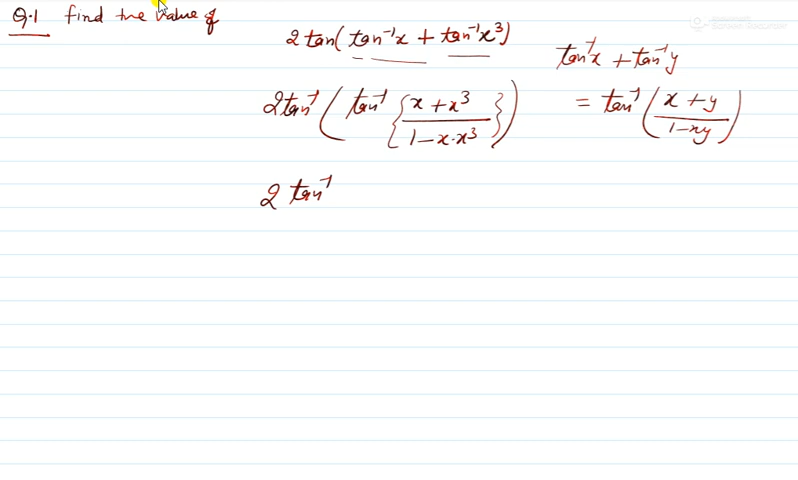 Q.1 find the value of
2 tan(tan⁻¹x + tan⁻¹x³)
tan⁻¹x + tan⁻¹y
2tan⁻¹(tan⁻¹{x + x³ / 1 - x·x³})
= tan⁻¹(x + y / 1 - xy)
2 tan⁻¹